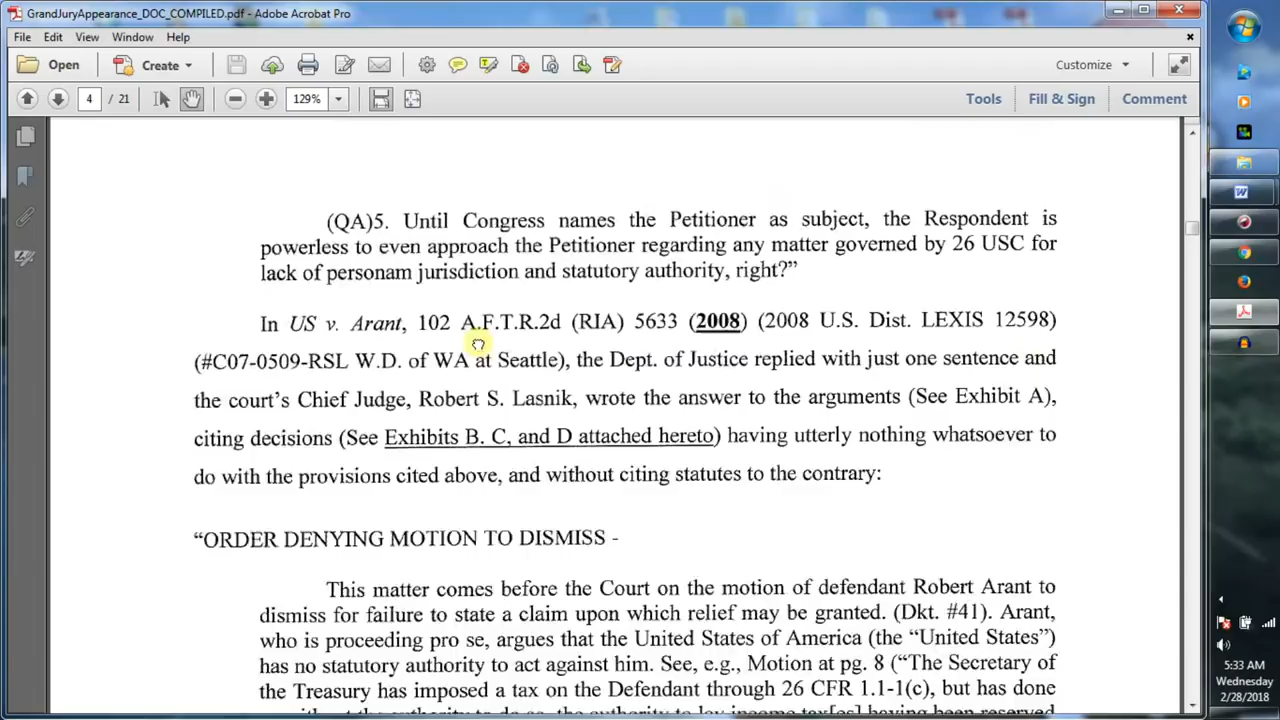 GrandJuryAppearance_DOC_COMPILED.pdf - Adobe Acrobat Pro
File Edit View Window Help
Open Create Customize
4 / 21 129% Tools Fill & Sign Comment
(QA)5. Until Congress names the Petitioner as subject, the Respondent is
powerless to even approach the Petitioner regarding any matter governed by 26 USC for
lack of personam jurisdiction and statutory authority, right?”
In US v. Arant, 102 A.F.T.R.2d (RIA) 5633 (2008) (2008 U.S. Dist. LEXIS 12598)
(#C07-0509-RSL W.D. of WA at Seattle), the Dept. of Justice replied with just one sentence and
the court’s Chief Judge, Robert S. Lasnik, wrote the answer to the arguments (See Exhibit A),
citing decisions (See Exhibits B. C, and D attached hereto) having utterly nothing whatsoever to
do with the provisions cited above, and without citing statutes to the contrary:
“ORDER DENYING MOTION TO DISMISS -
This matter comes before the Court on the motion of defendant Robert Arant to
dismiss for failure to state a claim upon which relief may be granted. (Dkt. #41). Arant,
who is proceeding pro se, argues that the United States of America (the “United States”)
has no statutory authority to act against him. See, e.g., Motion at pg. 8 (“The Secretary of
the Treasury has imposed a tax on the Defendant through 26 CFR 1.1-1(c), but has done
5:33 AM
Wednesday
2/28/2018